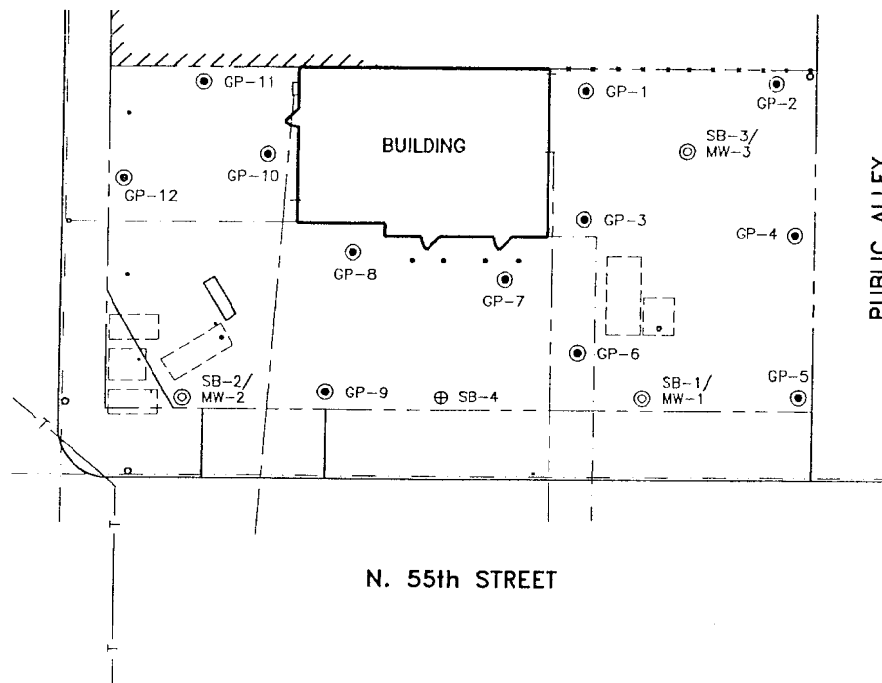 GP-11
GP-1
GP-2
SB-3/
MW-3
BUILDING
GP-10
GP-12
GP-3
GP-4
PUBLIC ALLEY
GP-8
GP-7
GP-6
SB-2/
MW-2
GP-9
SB-4
SB-1/
MW-1
GP-5
T
T
N. 55th STREET
T